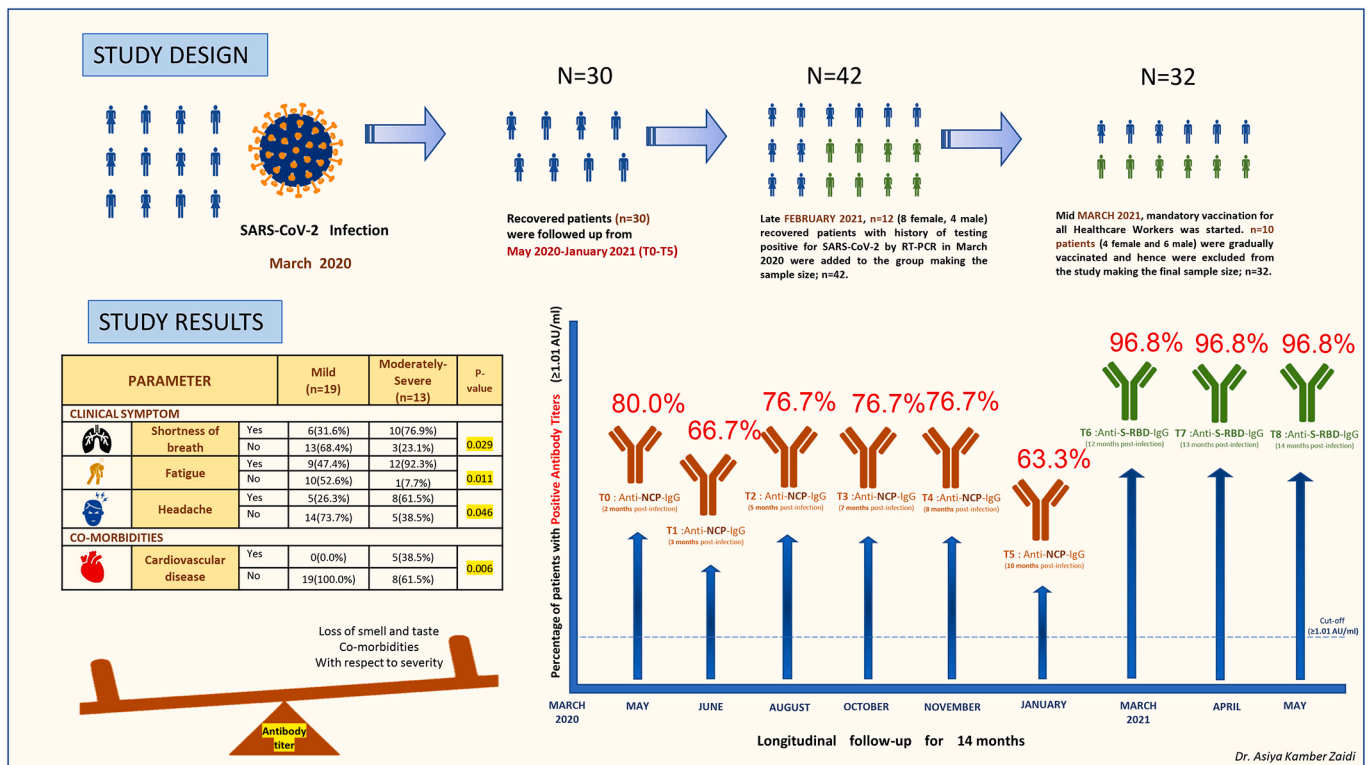 STUDY DESIGN
SARS-CoV-2 Infection
March 2020
N=30
Recovered patients (n=30)
were followed up from
May 2020-January 2021 (T0-T5)
N=42
Late FEBRUARY 2021, n=12 (8 female, 4 male)
recovered patients with history of testing
positive for SARS-CoV-2 by RT-PCR in March
2020 were added to the group making the
sample size; n=42.
N=32
Mid MARCH 2021, mandatory vaccination for
all Healthcare Workers was started. n=10
patients (4 female and 6 male) were gradually
vaccinated and hence were excluded from
the study making the final sample size; n=32.
STUDY RESULTS
PARAMETER
Mild
(n=19)
Moderately-
Severe
(n=13)
P-
value
CLINICAL SYMPTOM
Shortness of
breath
Yes 6(31.6%) 10(76.9%)
No 13(68.4%) 3(23.1%)
0.029
Fatigue
Yes 9(47.4%) 12(92.3%)
No 10(52.6%) 1(7.7%)
0.011
Headache
Yes 5(26.3%) 8(61.5%)
No 14(73.7%) 5(38.5%)
0.046
CO-MORBIDITIES
Cardiovascular
disease
Yes 0(0.0%) 5(38.5%)
No 19(100.0%) 8(61.5%)
0.006
Loss of smell and taste
Co-morbidities
With respect to severity
Antibody
titer
Percentage of patients with Positive Antibody Titers (≥1.01 AU/ml)
80.0%
T0 : Anti-NCP-IgG
(2 months post-infection)
66.7%
T1 :Anti-NCP-IgG
(3 months post-infection)
76.7%
T2 :Anti-NCP-IgG
(5 months post-infection)
76.7%
T3 :Anti-NCP-IgG
(7 months post-infection)
76.7%
T4 :Anti-NCP-IgG
(8 months post-infection)
63.3%
T5 : Anti-NCP-IgG
(10 months post-infection)
96.8%
T6 :Anti-S-RBD-IgG
(12 months post-infection)
96.8%
T7 :Anti-S-RBD-IgG
(13 months post-infection)
96.8%
T8 :Anti-S-RBD-IgG
(14 months post-infection)
Cut-off
(≥1.01 AU/ml)
MARCH
2020
MAY
JUNE
AUGUST
OCTOBER
NOVEMBER
JANUARY
MARCH
2021
APRIL
MAY
Longitudinal follow-up for 14 months
Dr. Asiya Kamber Zaidi